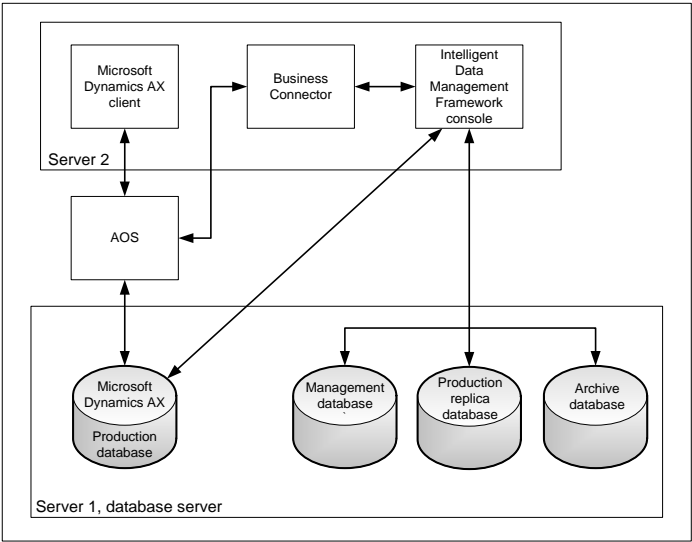 Microsoft
Dynamics AX
client
Business
Connector
Intelligent
Data
Management
Framework
console
Server 2
AOS
Microsoft
Dynamics AX
Production
database
Management
database
Production
replica
database
Archive
database
Server 1, database server